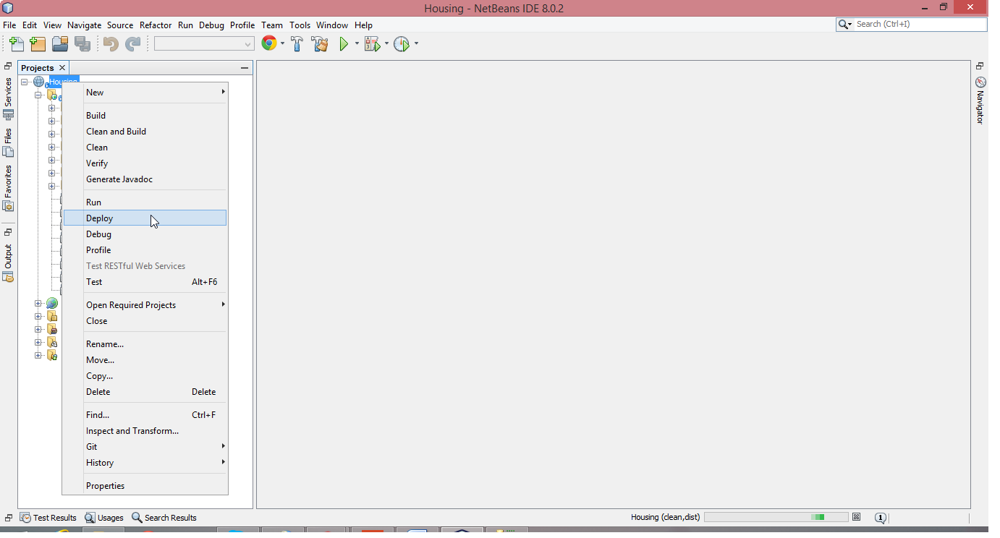 Housing - NetBeans IDE 8.0.2
File Edit View Navigate Source Refactor Run Debug Profile Team Tools Window Help
Search (Ctrl+I)
Projects
Housing
Services
Files
Favorites
Output
New
Build
Clean and Build
Clean
Verify
Generate Javadoc
Run
Deploy
Debug
Profile
Test RESTful Web Services
Test Alt+F6
Open Required Projects
Close
Rename...
Move...
Copy...
Delete Delete
Find... Ctrl+F
Inspect and Transform...
Git
History
Properties
Navigator
Test Results Usages Search Results Housing (clean,dist) 1